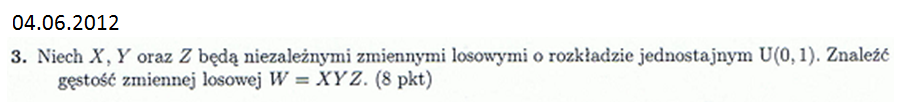 04.06.2012
3. Niech X, Y oraz Z będą niezależnymi zmiennymi losowymi o rozkładzie jednostajnym U(0, 1). Znaleźć
gęstość zmiennej losowej W = XYZ. (8 pkt)